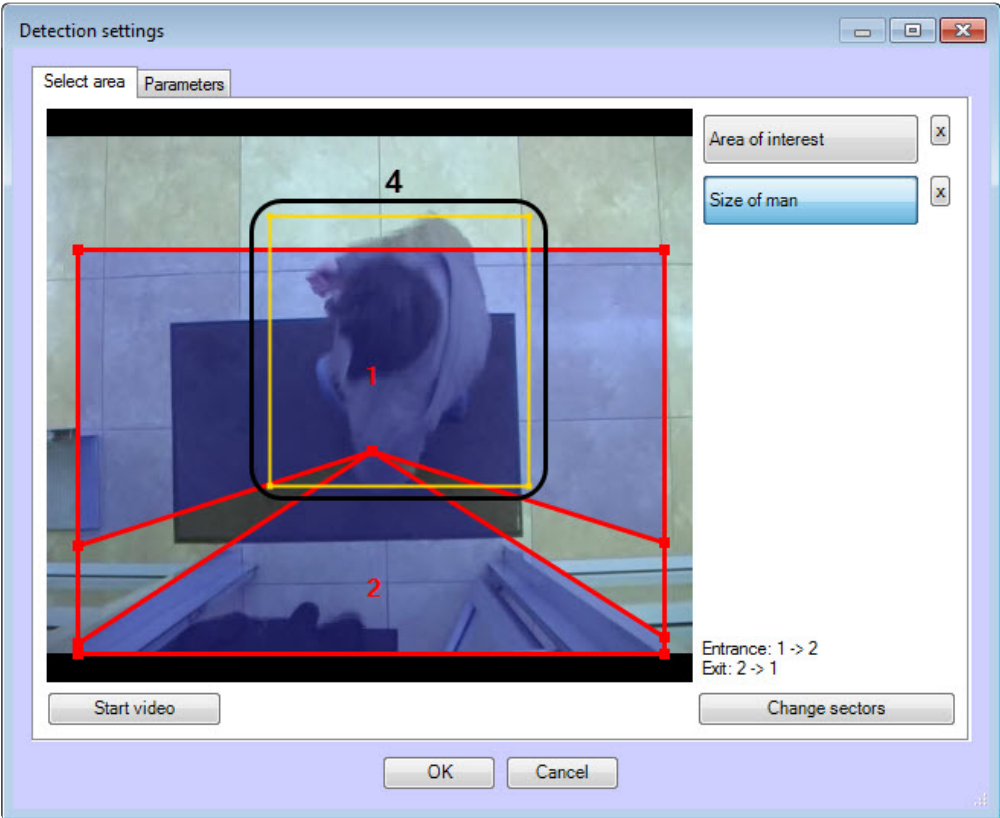 Detection settings
Select area
Parameters
Area of interest
x
Size of man
x
4
1
2
Entrance: 1 -> 2
Exit: 2 -> 1
Start video
Change sectors
OK
Cancel